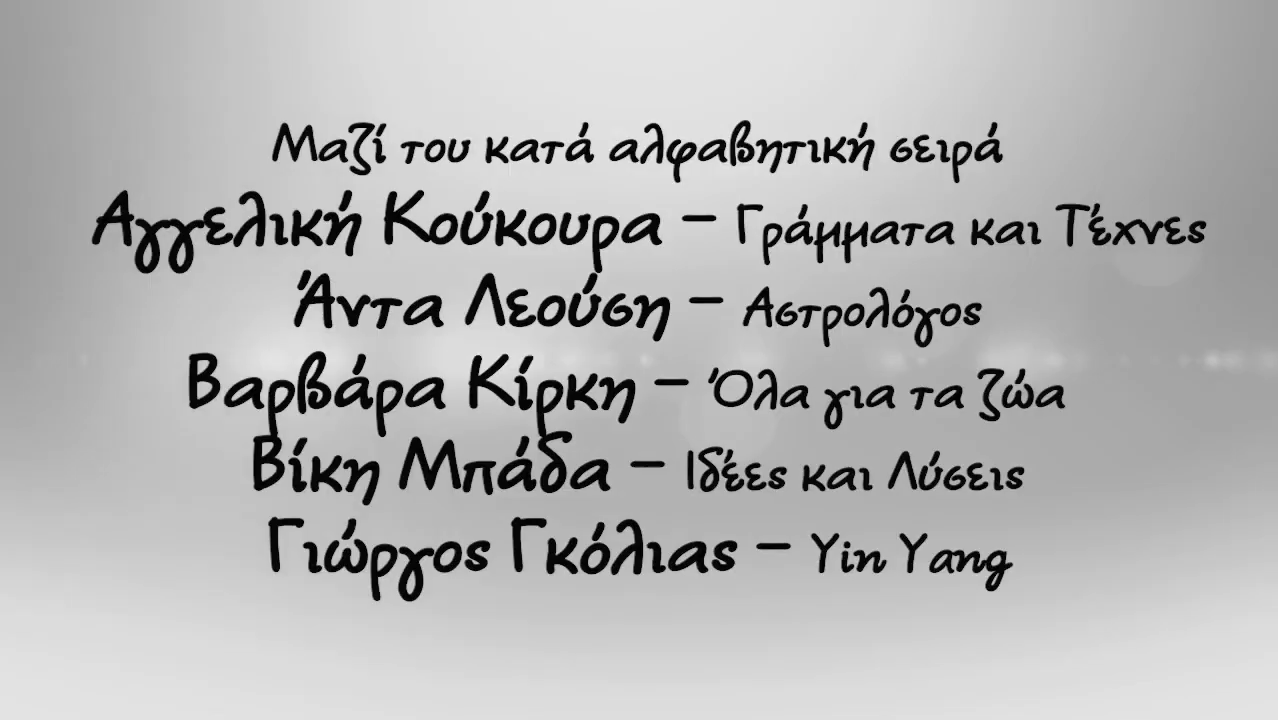 Μαζί του κατά αλφαβητική σειρά
Αγγελική Κούκουρα – Γράμματα και Τέχνες
Άντα Λεούση – Αστρολόγος
Βαρβάρα Κίρκη – Όλα για τα ζώα
Βίκη Μπάδα – Ιδέες και Λύσεις
Γιώργος Γκόλιας – Yin Yang